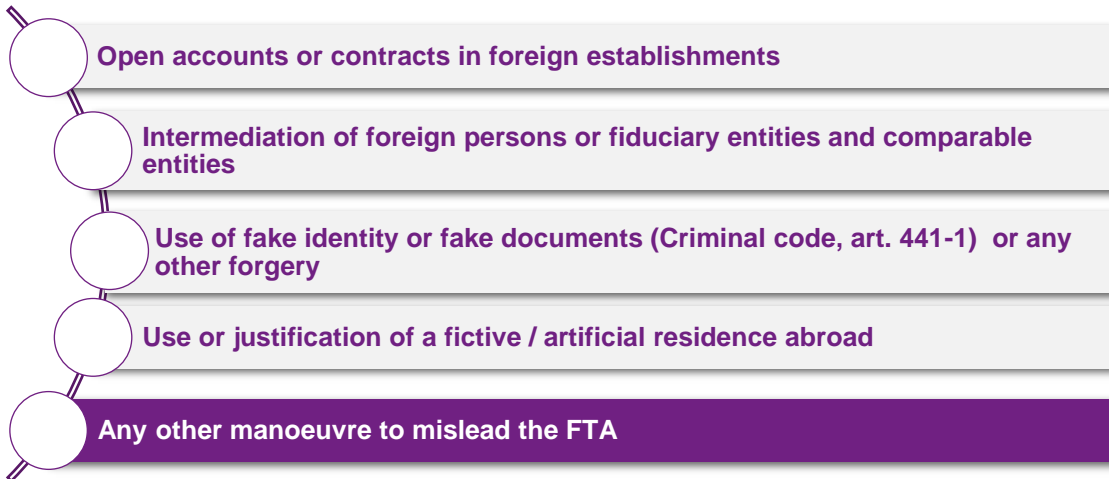 Open accounts or contracts in foreign establishments
Intermediation of foreign persons or fiduciary entities and comparable
entities
Use of fake identity or fake documents (Criminal code, art. 441-1) or any
other forgery
Use or justification of a fictive / artificial residence abroad
Any other manoeuvre to mislead the FTA